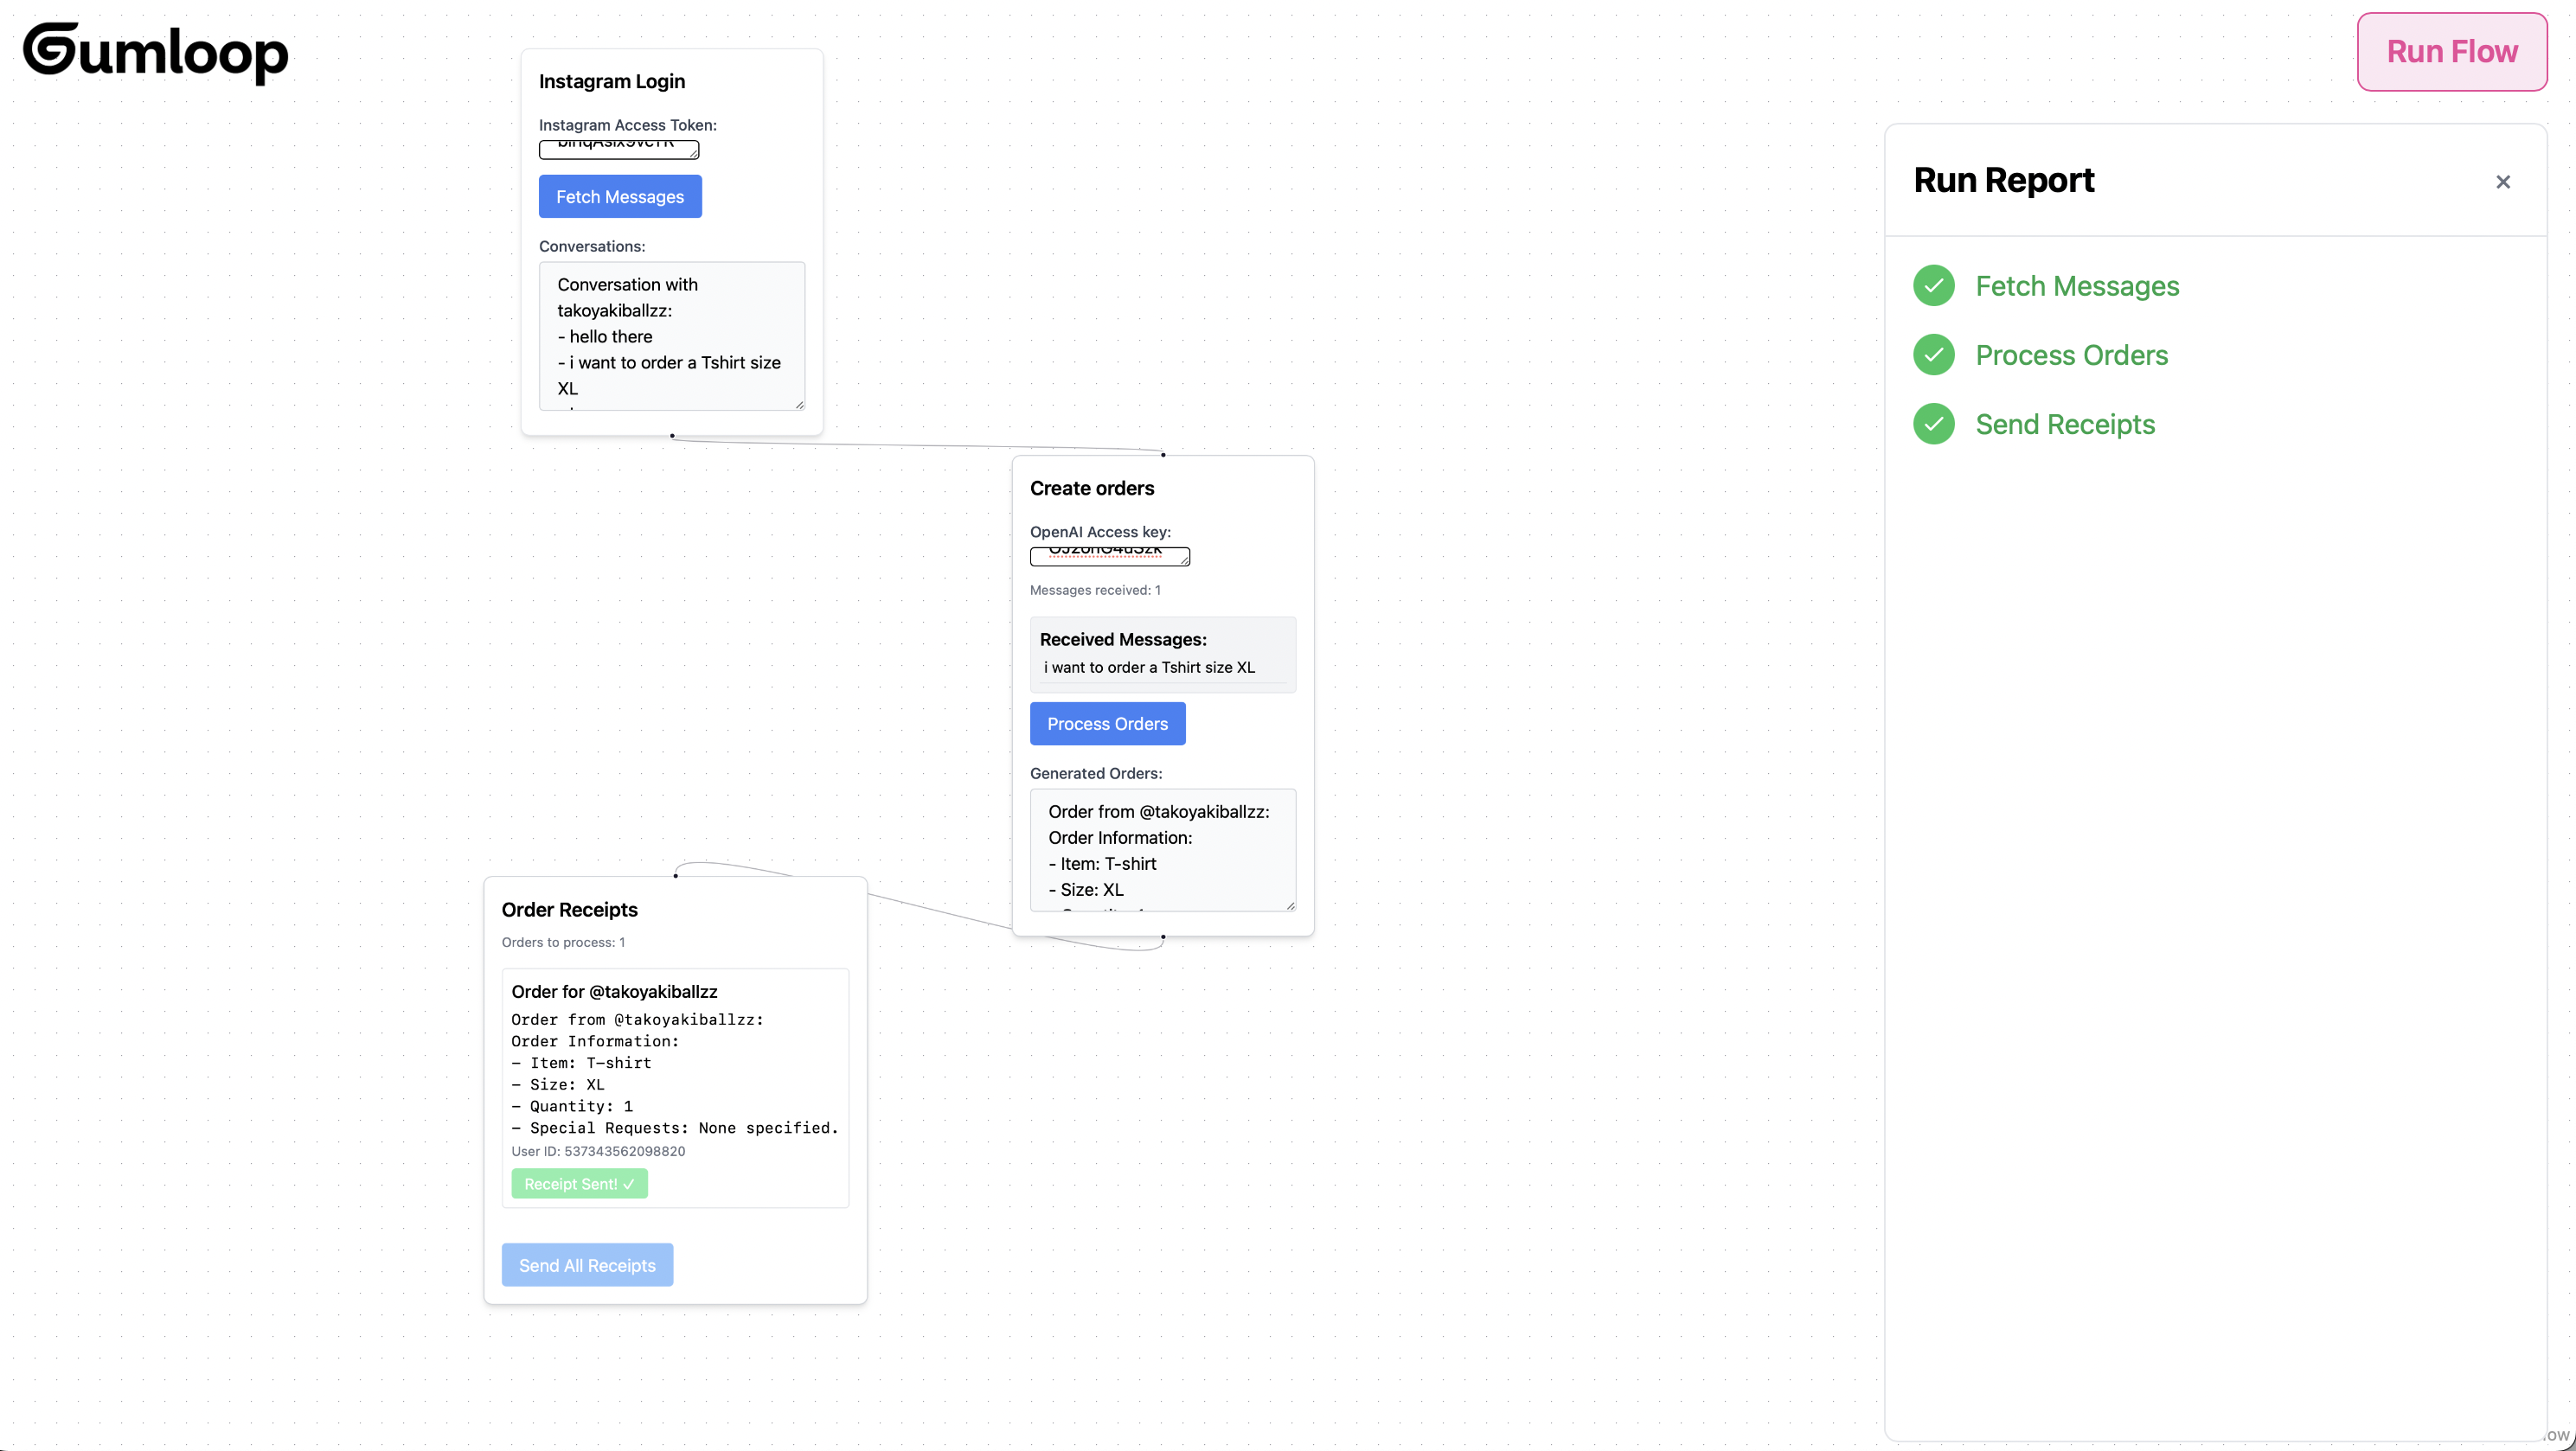 Gumloop
Run Flow
Instagram Login
Instagram Access Token:
Fetch Messages
Conversations:
Conversation with
takoyakiballzz:
- hello there
- i want to order a Tshirt size
XL
Create orders
OpenAI Access key:
Messages received: 1
Received Messages:
i want to order a Tshirt size XL
Process Orders
Generated Orders:
Order from @takoyakiballzz:
Order Information:
- Item: T-shirt
- Size: XL
Order Receipts
Orders to process: 1
Order for @takoyakiballzz
Order from @takoyakiballzz:
Order Information:
- Item: T-shirt
- Size: XL
- Quantity: 1
- Special Requests: None specified.
User ID: 537343562098820
Receipt Sent! ✓
Send All Receipts
Run Report
×
Fetch Messages
Process Orders
Send Receipts